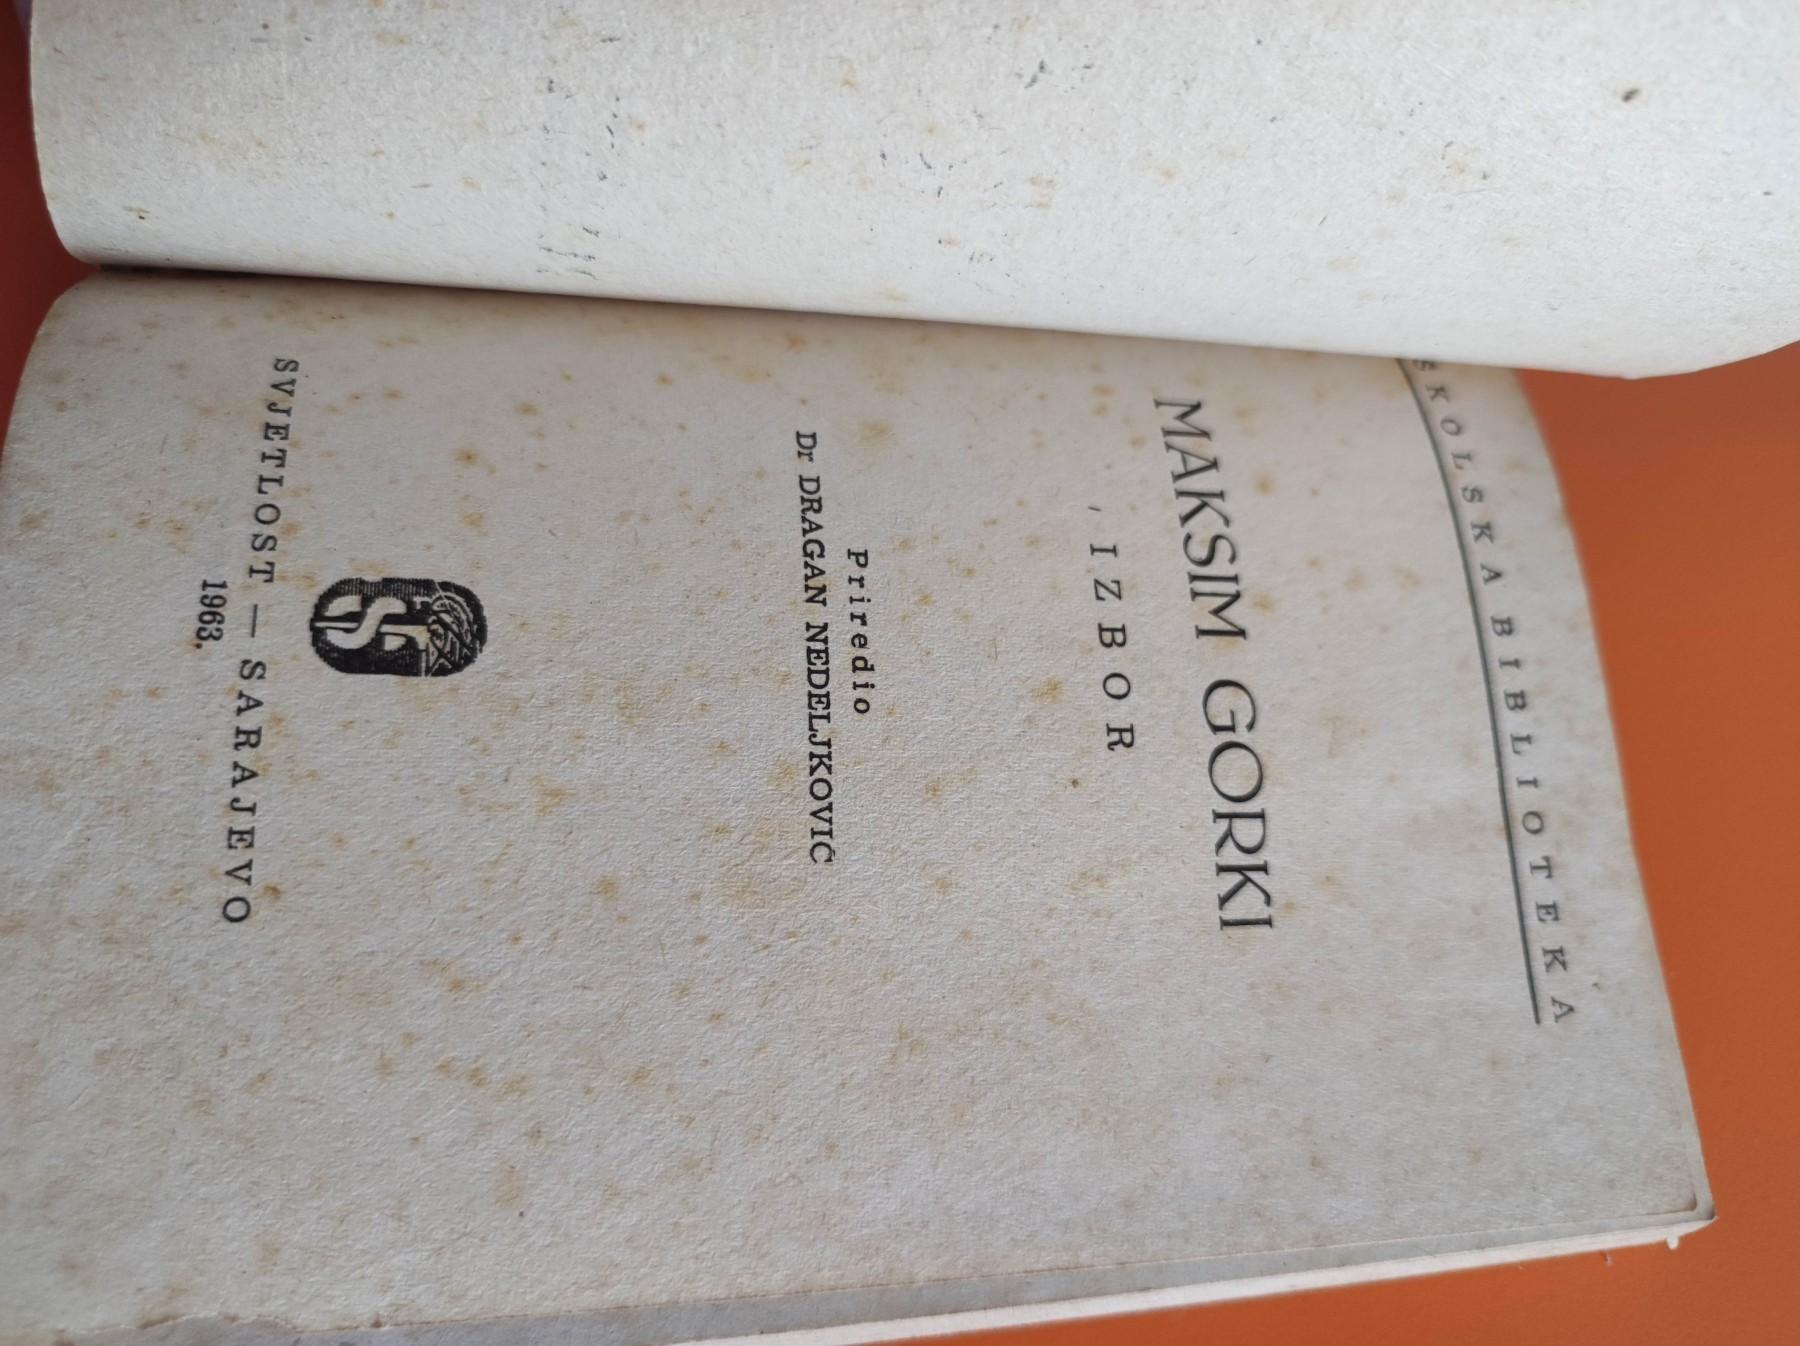 ŠKOLSKA BIBLIOTEKA
MAKSIM GORKI
IZBOR
Priredio
Dr DRAGAN NEDELJKOVIĆ
SVJETLOST — SARAJEVO
1963.